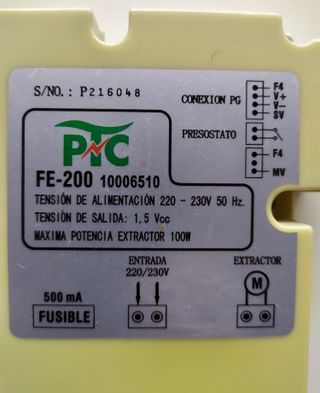 S/NO.: P216048
CONEXION PG
F4
V+
V-
SV
PRESOSTATO
F4
MV
PTC
FE-200 10006510
TENSIÓN DE ALIMENTACIÓN 220 - 230V 50 Hz.
TENSIÓN DE SALIDA: 1,5 Vcc
MAXIMA POTENCIA EXTRACTOR 100W
ENTRADA
220/230V
EXTRACTOR
M
500 mA
FUSIBLE